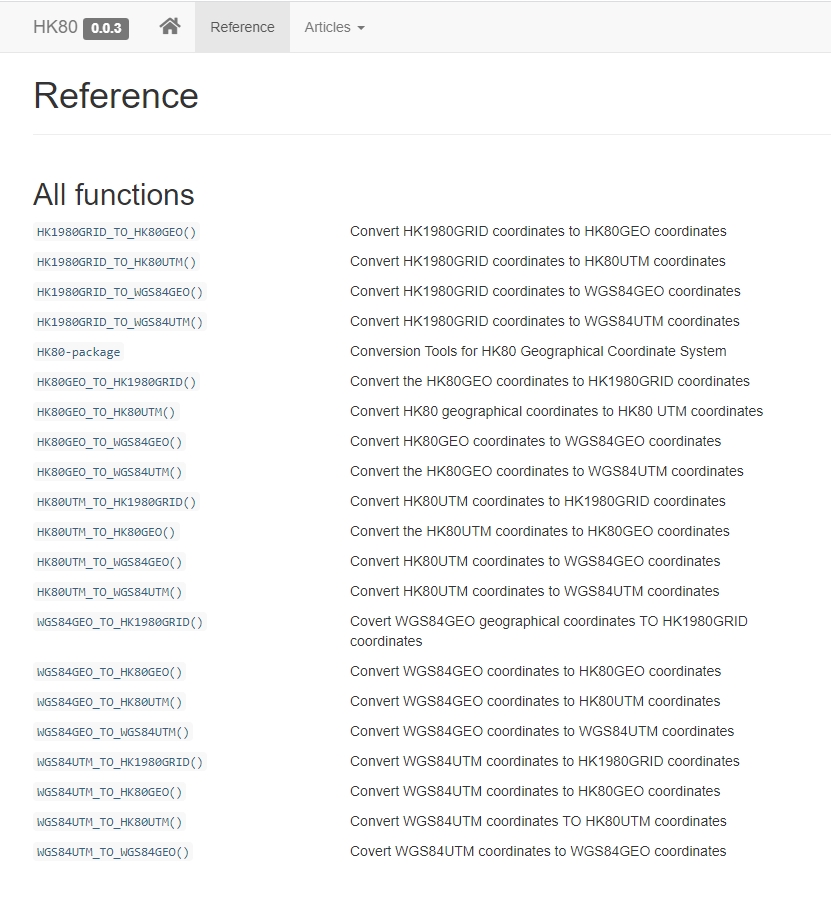 HK80 0.0.3 Reference Articles
Reference
All functions
HK1980GRID_TO_HK80GEO() Convert HK1980GRID coordinates to HK80GEO coordinates
HK1980GRID_TO_HK80UTM() Convert HK1980GRID coordinates to HK80UTM coordinates
HK1980GRID_TO_WGS84GEO() Convert HK1980GRID coordinates to WGS84GEO coordinates
HK1980GRID_TO_WGS84UTM() Convert HK1980GRID coordinates to WGS84UTM coordinates
HK80-package Conversion Tools for HK80 Geographical Coordinate System
HK80GEO_TO_HK1980GRID() Convert the HK80GEO coordinates to HK1980GRID coordinates
HK80GEO_TO_HK80UTM() Convert HK80 geographical coordinates to HK80 UTM coordinates
HK80GEO_TO_WGS84GEO() Convert HK80GEO coordinates to WGS84GEO coordinates
HK80GEO_TO_WGS84UTM() Convert the HK80GEO coordinates to WGS84UTM coordinates
HK80UTM_TO_HK1980GRID() Convert HK80UTM coordinates to HK1980GRID coordinates
HK80UTM_TO_HK80GEO() Convert the HK80UTM coordinates to HK80GEO coordinates
HK80UTM_TO_WGS84GEO() Convert HK80UTM coordinates to WGS84GEO coordinates
HK80UTM_TO_WGS84UTM() Convert HK80UTM coordinates to WGS84UTM coordinates
WGS84GEO_TO_HK1980GRID() Covert WGS84GEO geographical coordinates TO HK1980GRID
coordinates
WGS84GEO_TO_HK80GEO() Convert WGS84GEO coordinates to HK80GEO coordinates
WGS84GEO_TO_HK80UTM() Convert WGS84GEO coordinates to HK80UTM coordinates
WGS84GEO_TO_WGS84UTM() Convert WGS84GEO coordinates to WGS84UTM coordinates
WGS84UTM_TO_HK1980GRID() Convert WGS84UTM coordinates to HK1980GRID coordinates
WGS84UTM_TO_HK80GEO() Convert WGS84UTM coordinates to HK80GEO coordinates
WGS84UTM_TO_HK80UTM() Convert WGS84UTM coordinates TO HK80UTM coordinates
WGS84UTM_TO_WGS84GEO() Covert WGS84UTM coordinates to WGS84GEO coordinates